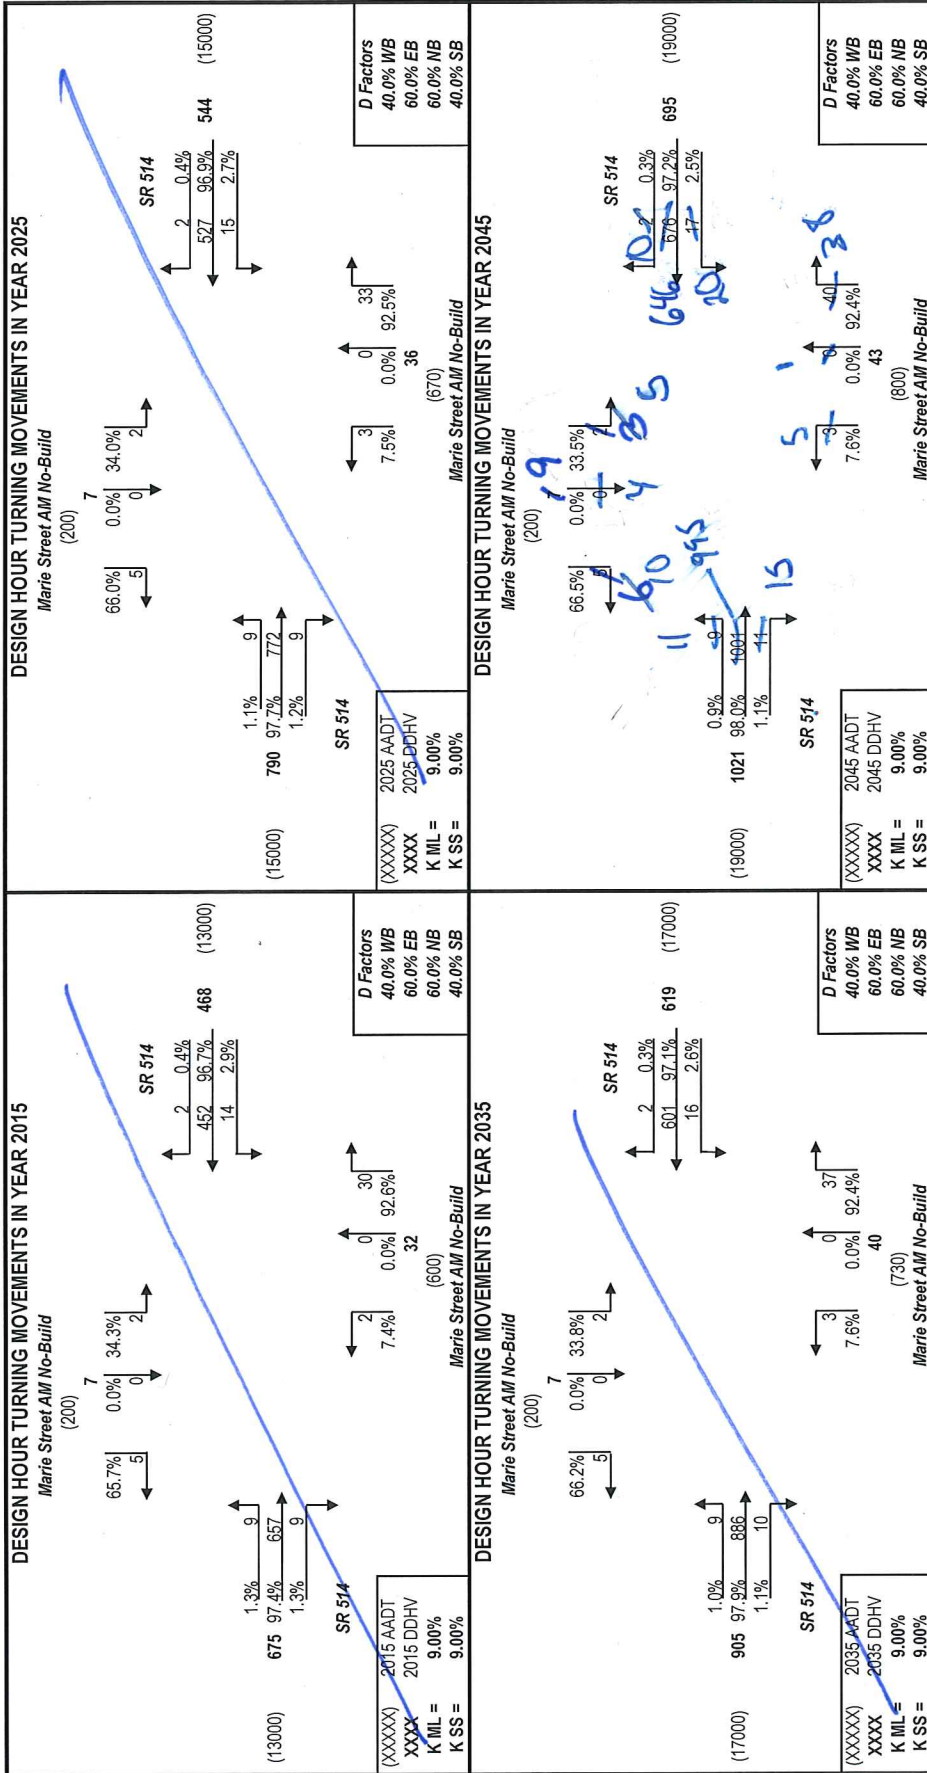 DESIGN HOUR TURNING MOVEMENTS IN YEAR 2015
Marie Street AM No-Build
(200)
7
65.7% 0.0% 34.3%
5 0 2
SR 514
2 0.4%
452 96.7%
14 2.9%
468
(13000)
1.3% 9
675 97.4% 657
1.3% 9
(13000)
SR 514
2 0 30
7.4% 0.0% 92.6%
32
(600)
Marie Street AM No-Build
(XXXXX) 2015 AADT
XXXX 2015 DDHV
K ML = 9.00%
K SS = 9.00%
D Factors
40.0% WB
60.0% EB
60.0% NB
40.0% SB
DESIGN HOUR TURNING MOVEMENTS IN YEAR 2025
Marie Street AM No-Build
(200)
7
66.0% 0.0% 34.0%
5 0 2
SR 514
2 0.4%
527 96.9%
15 2.7%
544
(15000)
1.1% 9
790 97.7% 772
1.2% 9
(15000)
SR 514
3 0 33
7.5% 0.0% 92.5%
36
(670)
Marie Street AM No-Build
(XXXXX) 2025 AADT
XXXX 2025 DDHV
K ML = 9.00%
K SS = 9.00%
D Factors
40.0% WB
60.0% EB
60.0% NB
40.0% SB
DESIGN HOUR TURNING MOVEMENTS IN YEAR 2035
Marie Street AM No-Build
(200)
7
66.2% 0.0% 33.8%
5 0 2
SR 514
2 0.3%
601 97.1%
16 2.6%
619
(17000)
1.0% 9
905 97.9% 886
1.1% 10
(17000)
SR 514
3 0 37
7.6% 0.0% 92.4%
40
(730)
Marie Street AM No-Build
(XXXXX) 2035 AADT
XXXX 2035 DDHV
K ML = 9.00%
K SS = 9.00%
D Factors
40.0% WB
60.0% EB
60.0% NB
40.0% SB
DESIGN HOUR TURNING MOVEMENTS IN YEAR 2045
Marie Street AM No-Build
(200)
7 19
66.5% 0.0% 33.5%
5 0 2
10 4 5
SR 514
10 2 0.3%
646 676 97.2%
20 17 2.5%
695
(19000)
11 0.9% 9
1021 98.0% 1001 995
1.1% 11 15
(19000)
SR 514
5 1
3 0 40 38
7.6% 0.0% 92.4%
43
(800)
Marie Street AM No-Build
(XXXXX) 2045 AADT
XXXX 2045 DDHV
K ML = 9.00%
K SS = 9.00%
D Factors
40.0% WB
60.0% EB
60.0% NB
40.0% SB